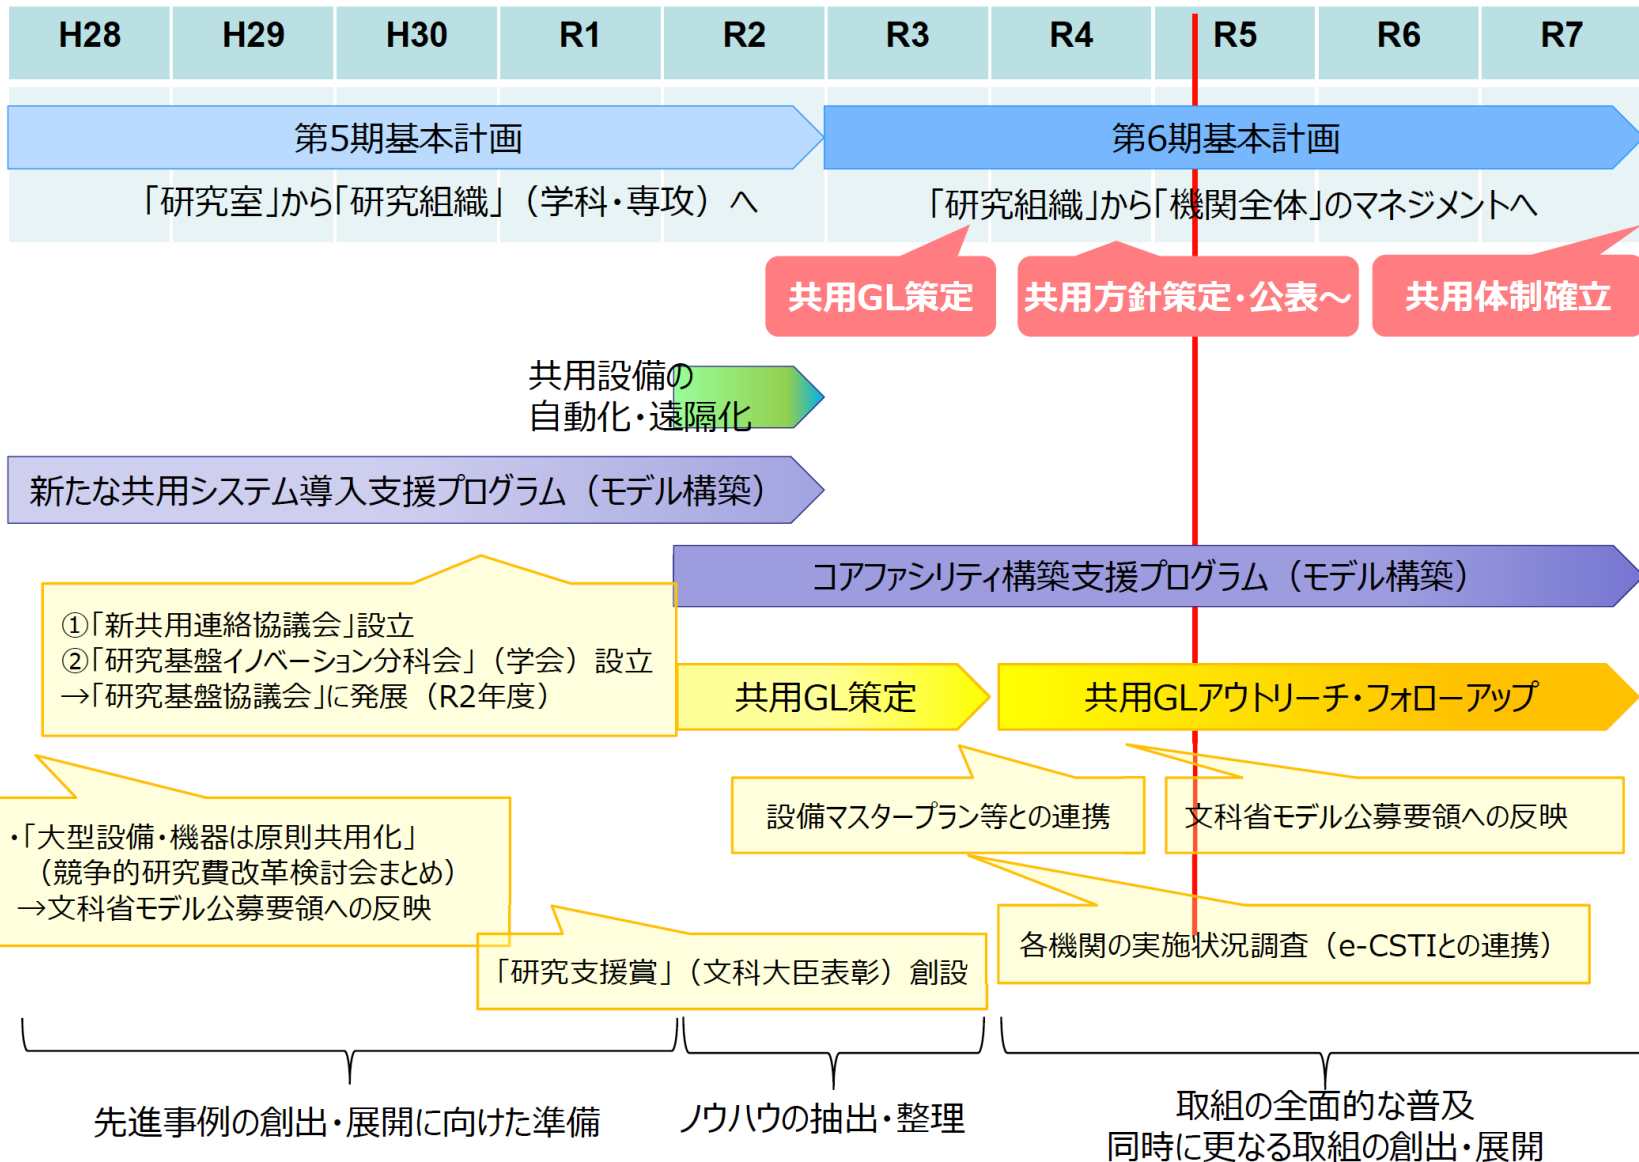 H28 H29 H30 R1 R2 R3 R4 R5 R6 R7
第5期基本計画
第6期基本計画
「研究室」から「研究組織」（学科・専攻）へ
「研究組織」から「機関全体」のマネジメントへ
共用GL策定
共用方針策定・公表～
共用体制確立
共用設備の
自動化・遠隔化
新たな共用システム導入支援プログラム（モデル構築）
コアファシリティ構築支援プログラム（モデル構築）
①「新共用連絡協議会」設立
②「研究基盤イノベーション分科会」（学会）設立
→「研究基盤協議会」に発展（R2年度）
共用GL策定
共用GLアウトリーチ・フォローアップ
設備マスタープラン等との連携
文科省モデル公募要領への反映
・「大型設備・機器は原則共用化」
（競争的研究費改革検討会まとめ）
→文科省モデル公募要領への反映
各機関の実施状況調査（e-CSTIとの連携）
「研究支援賞」（文科大臣表彰）創設
先進事例の創出・展開に向けた準備
ノウハウの抽出・整理
取組の全面的な普及
同時に更なる取組の創出・展開